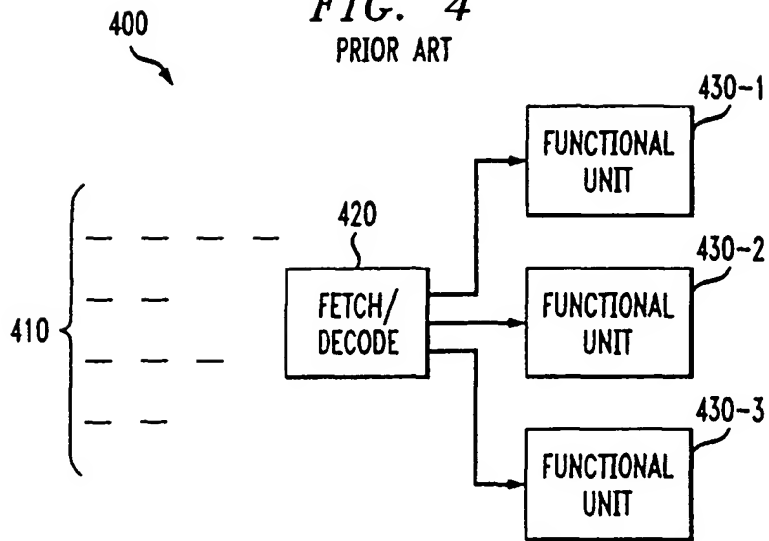 FIG. 4
PRIOR ART
400
410
420
FETCH/
DECODE
430-1
FUNCTIONAL
UNIT
430-2
FUNCTIONAL
UNIT
430-3
FUNCTIONAL
UNIT